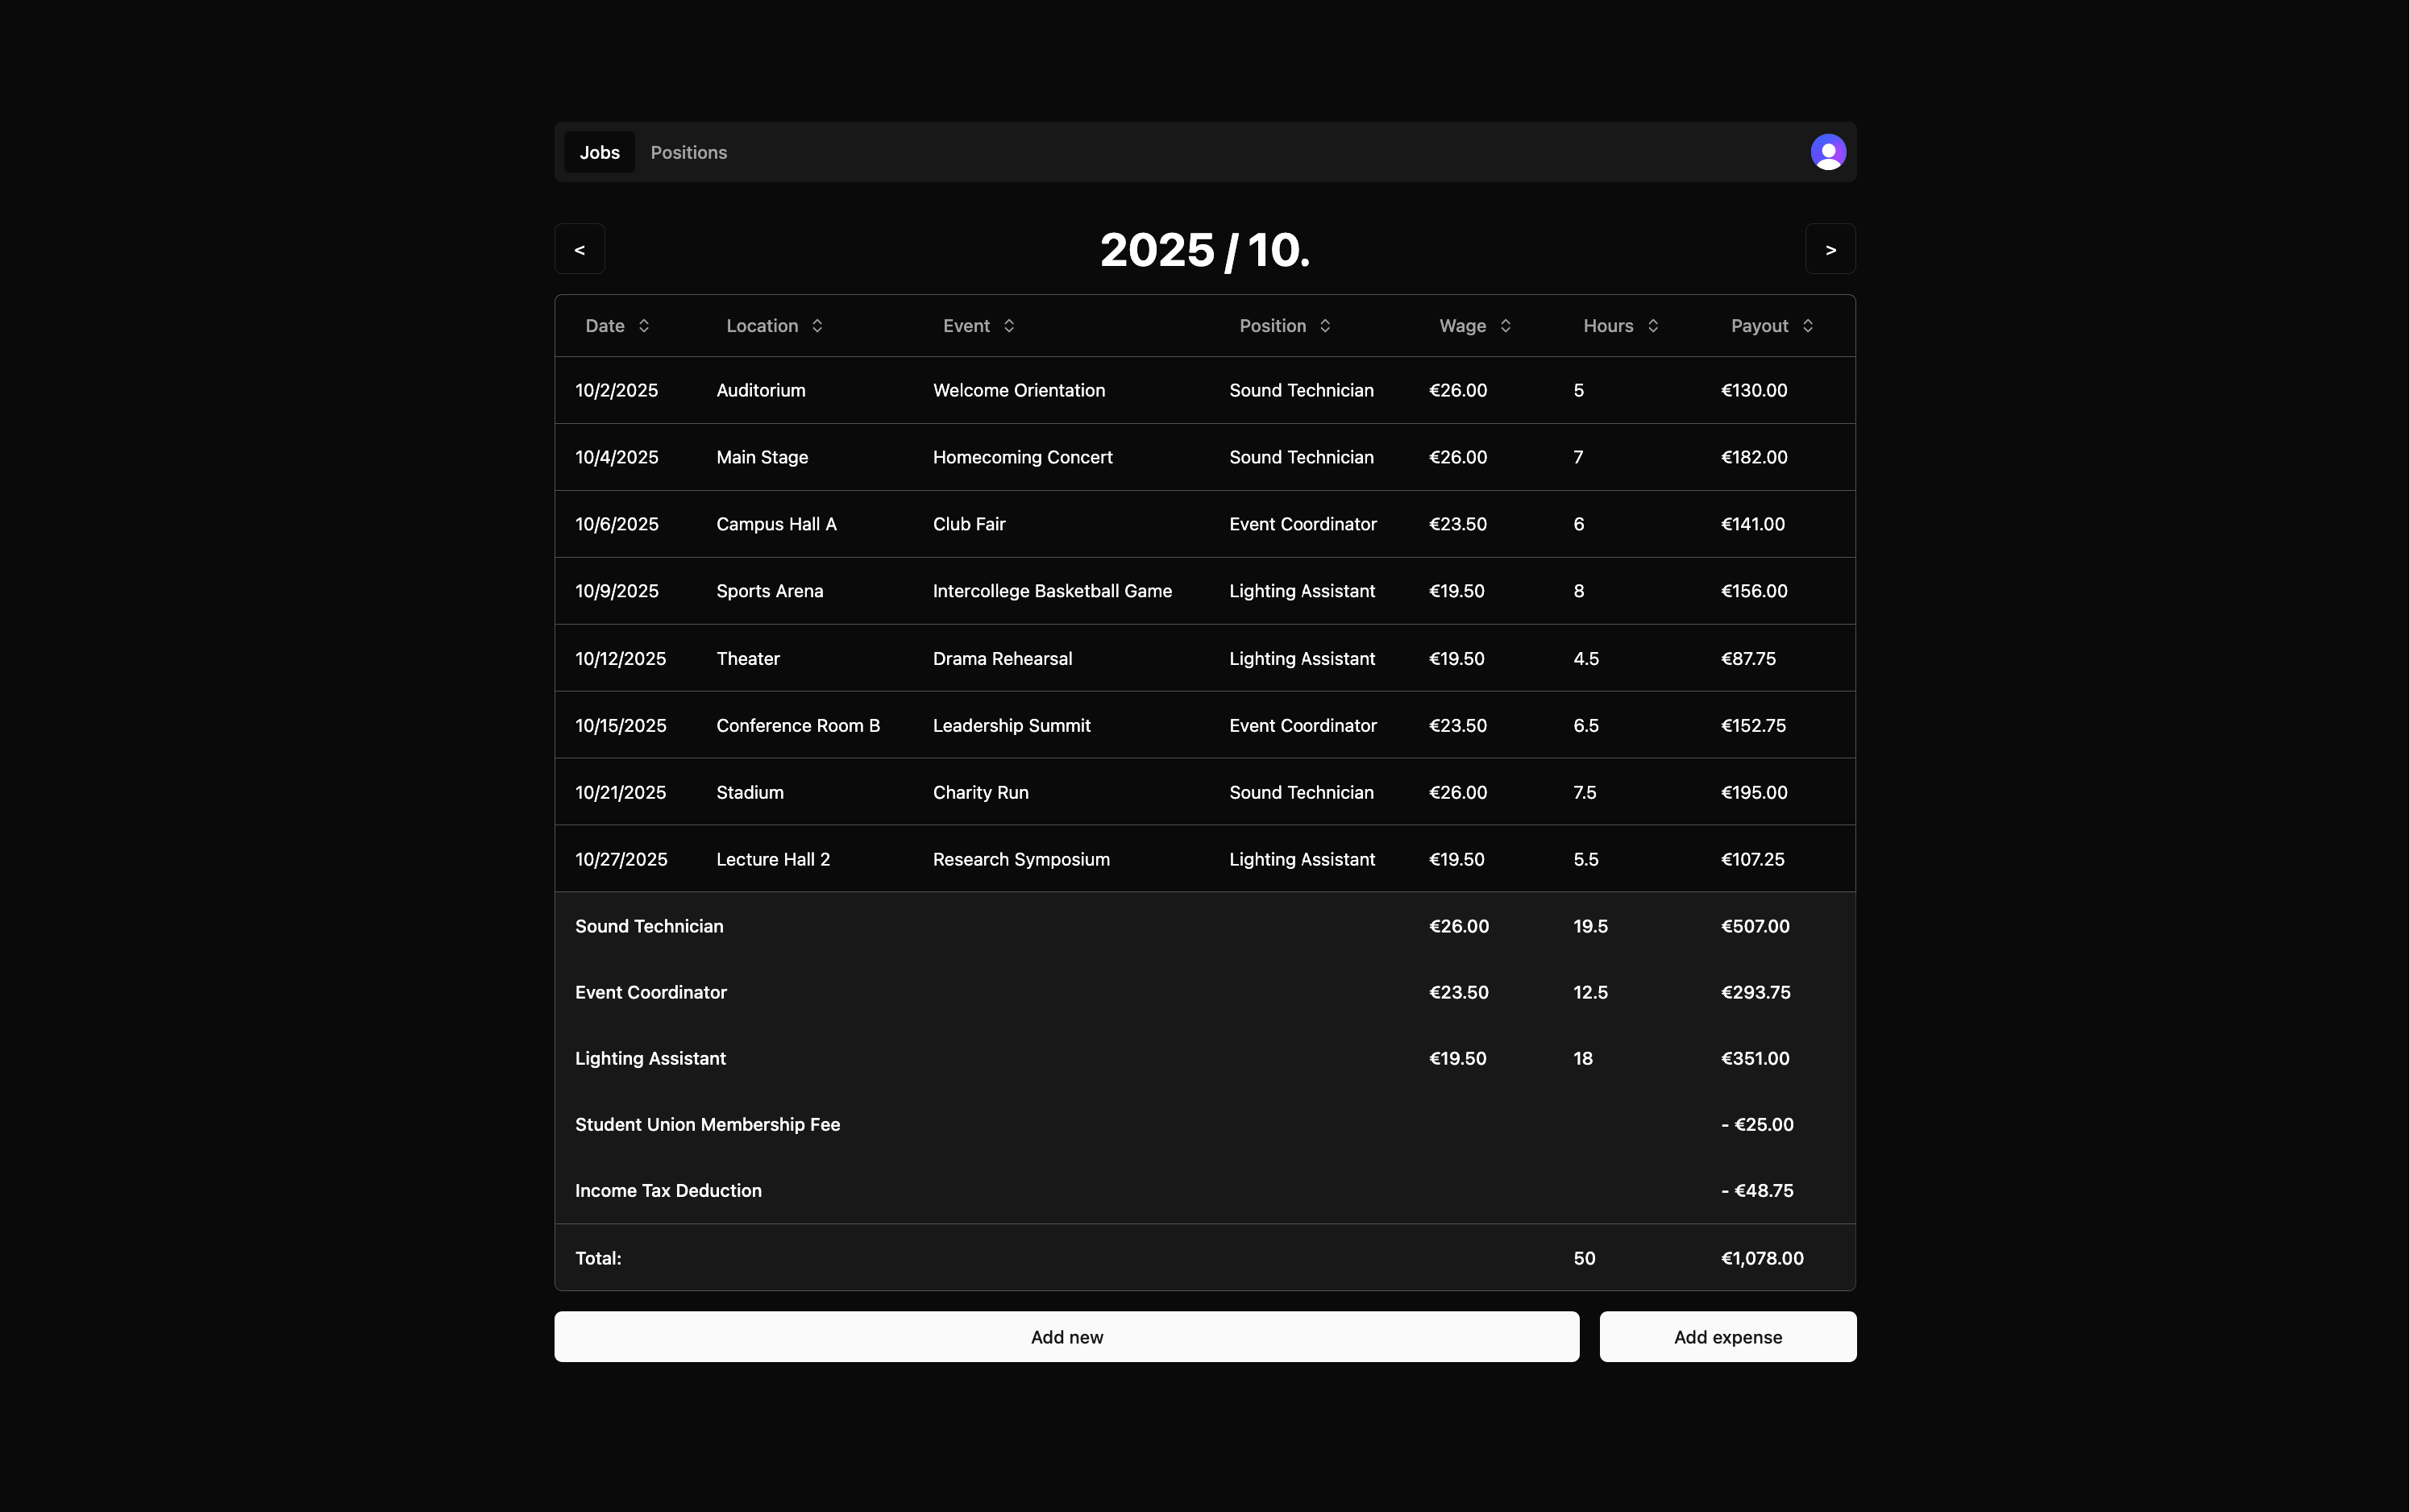 Jobs Positions
< 2025 / 10. >
Date Location Event Position Wage Hours Payout
10/2/2025 Auditorium Welcome Orientation Sound Technician €26.00 5 €130.00
10/4/2025 Main Stage Homecoming Concert Sound Technician €26.00 7 €182.00
10/6/2025 Campus Hall A Club Fair Event Coordinator €23.50 6 €141.00
10/9/2025 Sports Arena Intercollege Basketball Game Lighting Assistant €19.50 8 €156.00
10/12/2025 Theater Drama Rehearsal Lighting Assistant €19.50 4.5 €87.75
10/15/2025 Conference Room B Leadership Summit Event Coordinator €23.50 6.5 €152.75
10/21/2025 Stadium Charity Run Sound Technician €26.00 7.5 €195.00
10/27/2025 Lecture Hall 2 Research Symposium Lighting Assistant €19.50 5.5 €107.25
Sound Technician €26.00 19.5 €507.00
Event Coordinator €23.50 12.5 €293.75
Lighting Assistant €19.50 18 €351.00
Student Union Membership Fee - €25.00
Income Tax Deduction - €48.75
Total: 50 €1,078.00
Add new Add expense